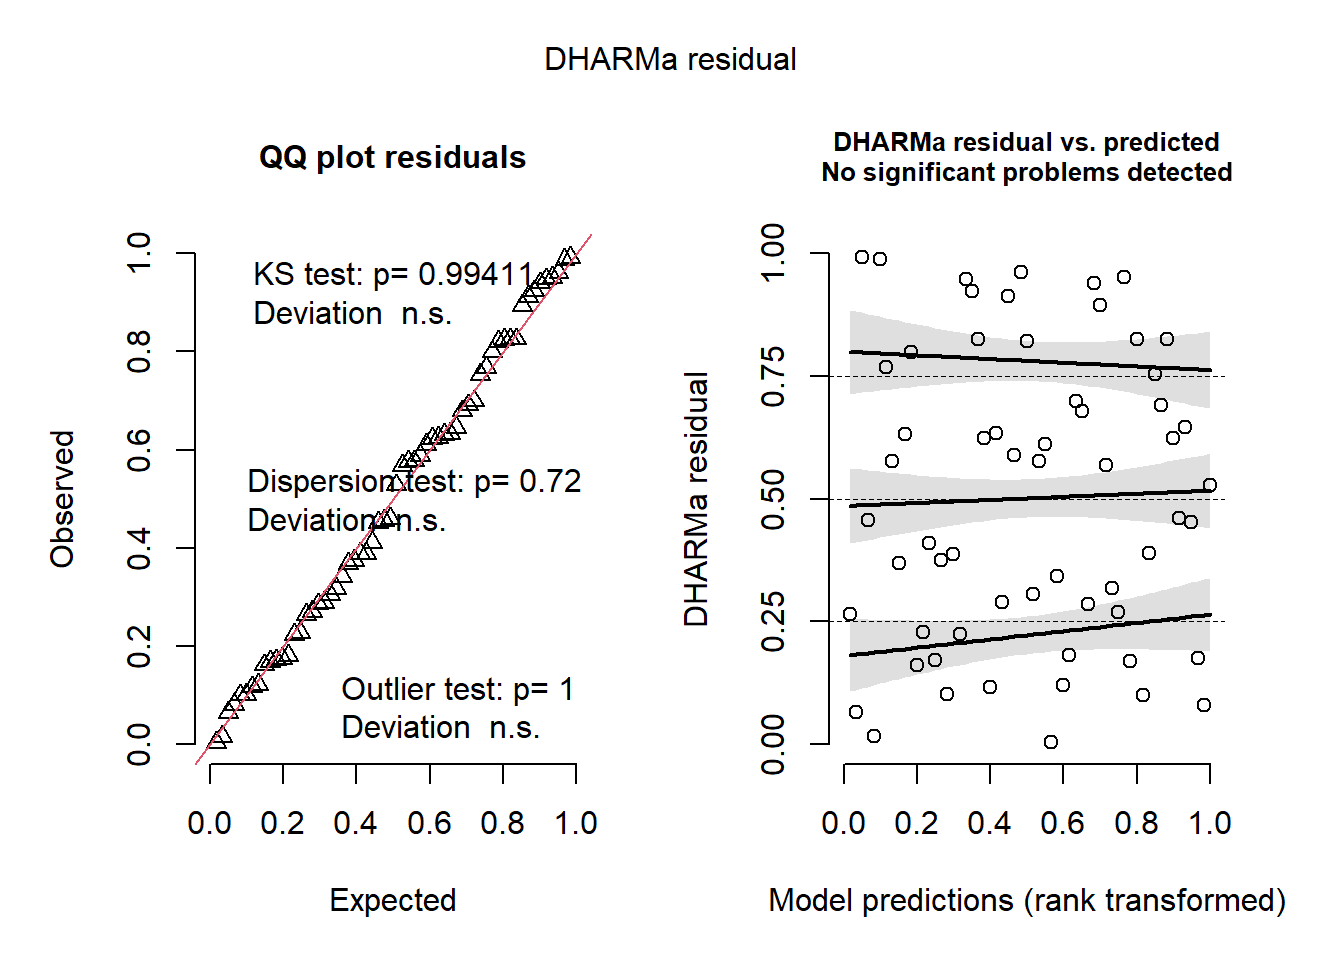 DHARMa residual
QQ plot residuals
KS test: p= 0.99411
Deviation  n.s.
Dispersion test: p= 0.72
Deviation  n.s.
Outlier test: p= 1
Deviation  n.s.
Observed
0.0
0.2
0.4
0.6
0.8
1.0
0.0 0.2 0.4 0.6 0.8 1.0
Expected
DHARMa residual vs. predicted
No significant problems detected
DHARMa residual
0.00
0.25
0.50
0.75
1.00
0.0 0.2 0.4 0.6 0.8 1.0
Model predictions (rank transformed)